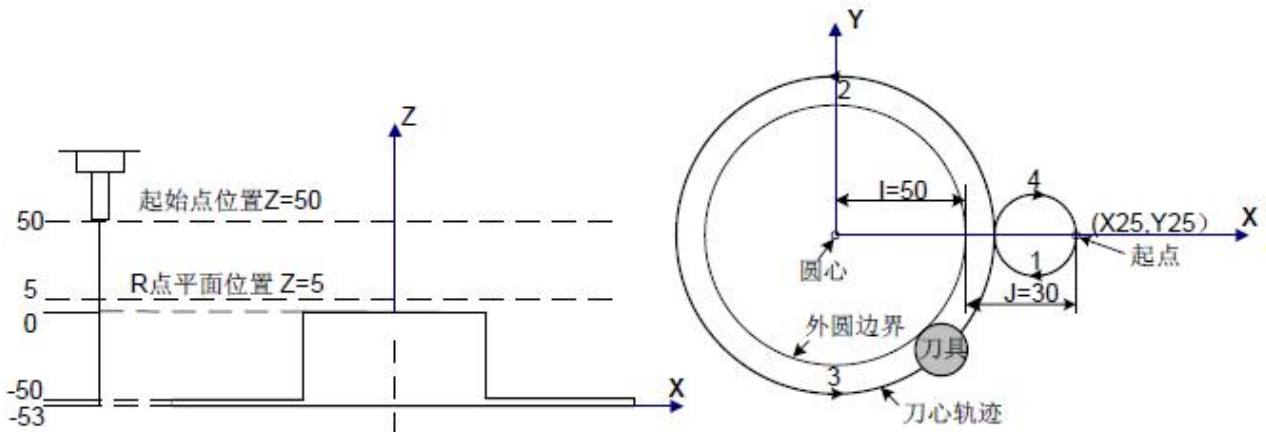 Z
起始点位置Z=50
50
R点平面位置 Z=5
5
0
-50
-53
X
Y
2
I=50
4
(X25,Y25)
X
圆心
起点
1
J=30
外圆边界
刀具
3
刀心轨迹